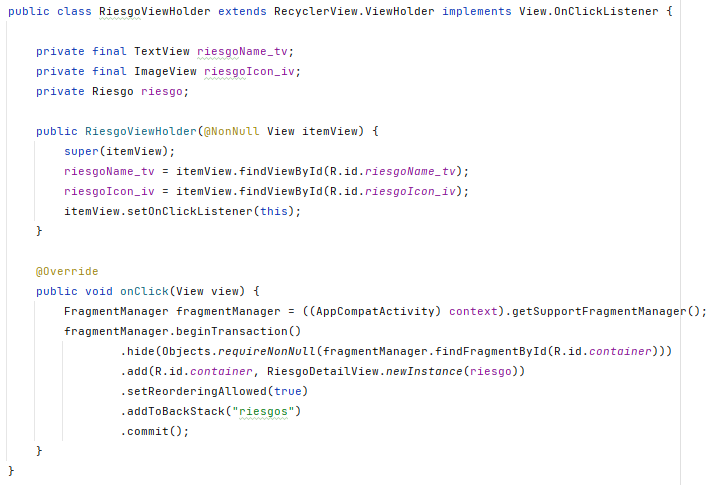 public class RiesgoViewHolder extends RecyclerView.ViewHolder implements View.OnClickListener {
private final TextView riesgoName_tv;
private final ImageView riesgoIcon_iv;
private Riesgo riesgo;
public RiesgoViewHolder(@NonNull View itemView) {
super(itemView);
riesgoName_tv = itemView.findViewById(R.id.riesgoName_tv);
riesgoIcon_iv = itemView.findViewById(R.id.riesgoIcon_iv);
itemView.setOnClickListener(this);
}
@Override
public void onClick(View view) {
FragmentManager fragmentManager = ((AppCompatActivity) context).getSupportFragmentManager();
fragmentManager.beginTransaction()
.hide(Objects.requireNonNull(fragmentManager.findFragmentById(R.id.container)))
.add(R.id.container, RiesgoDetailView.newInstance(riesgo))
.setReorderingAllowed(true)
.addToBackStack("riesgos")
.commit();
}
}